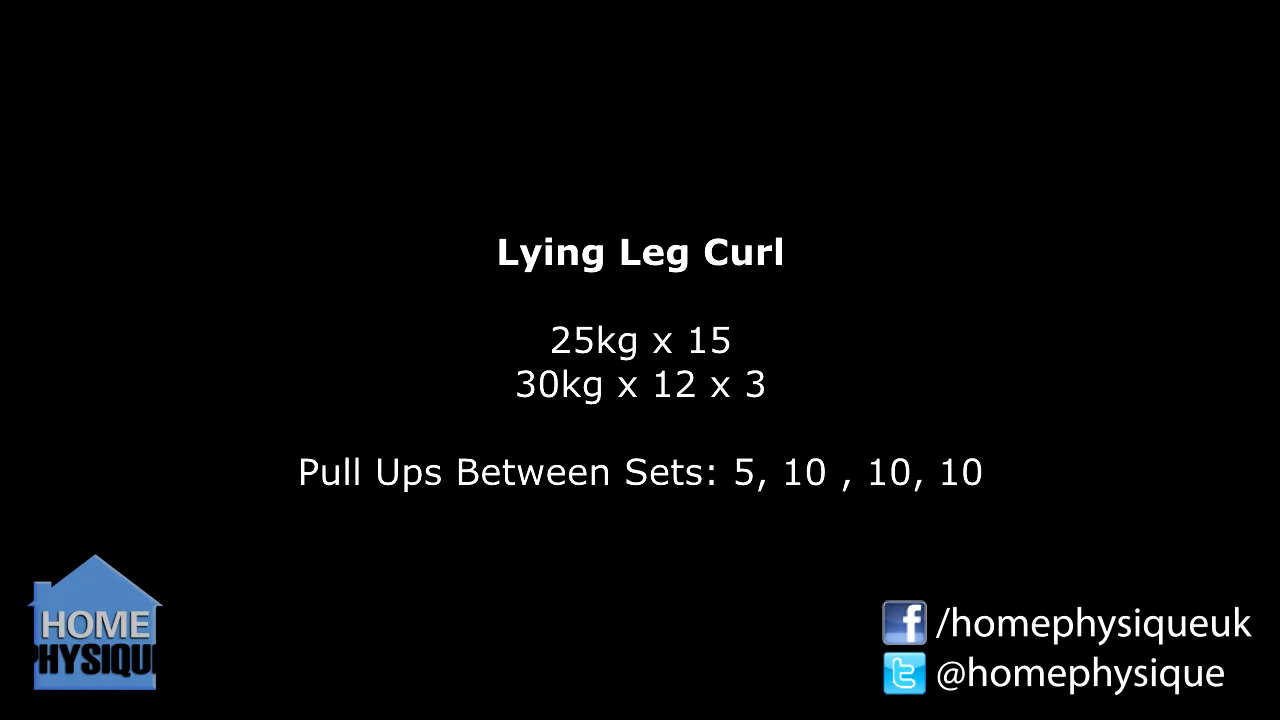 Lying Leg Curl
25kg x 15
30kg x 12 x 3
Pull Ups Between Sets: 5, 10 , 10, 10
HOME
PHYSIQU
/homephysiqueuk
@homephysique